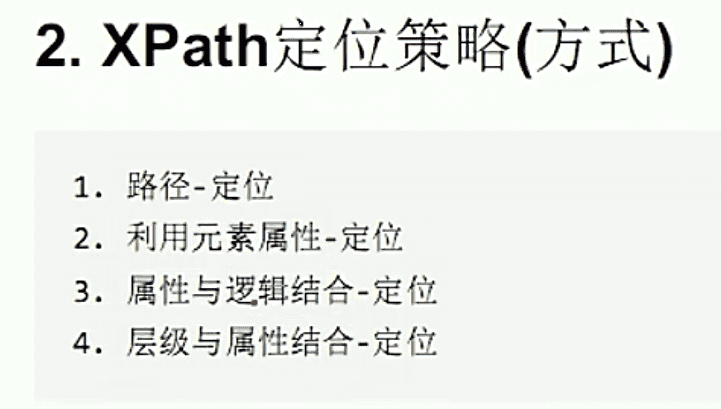 2. XPath定位策略(方式)
1. 路径-定位
2. 利用元素属性-定位
3. 属性与逻辑结合-定位
4. 层级与属性结合-定位